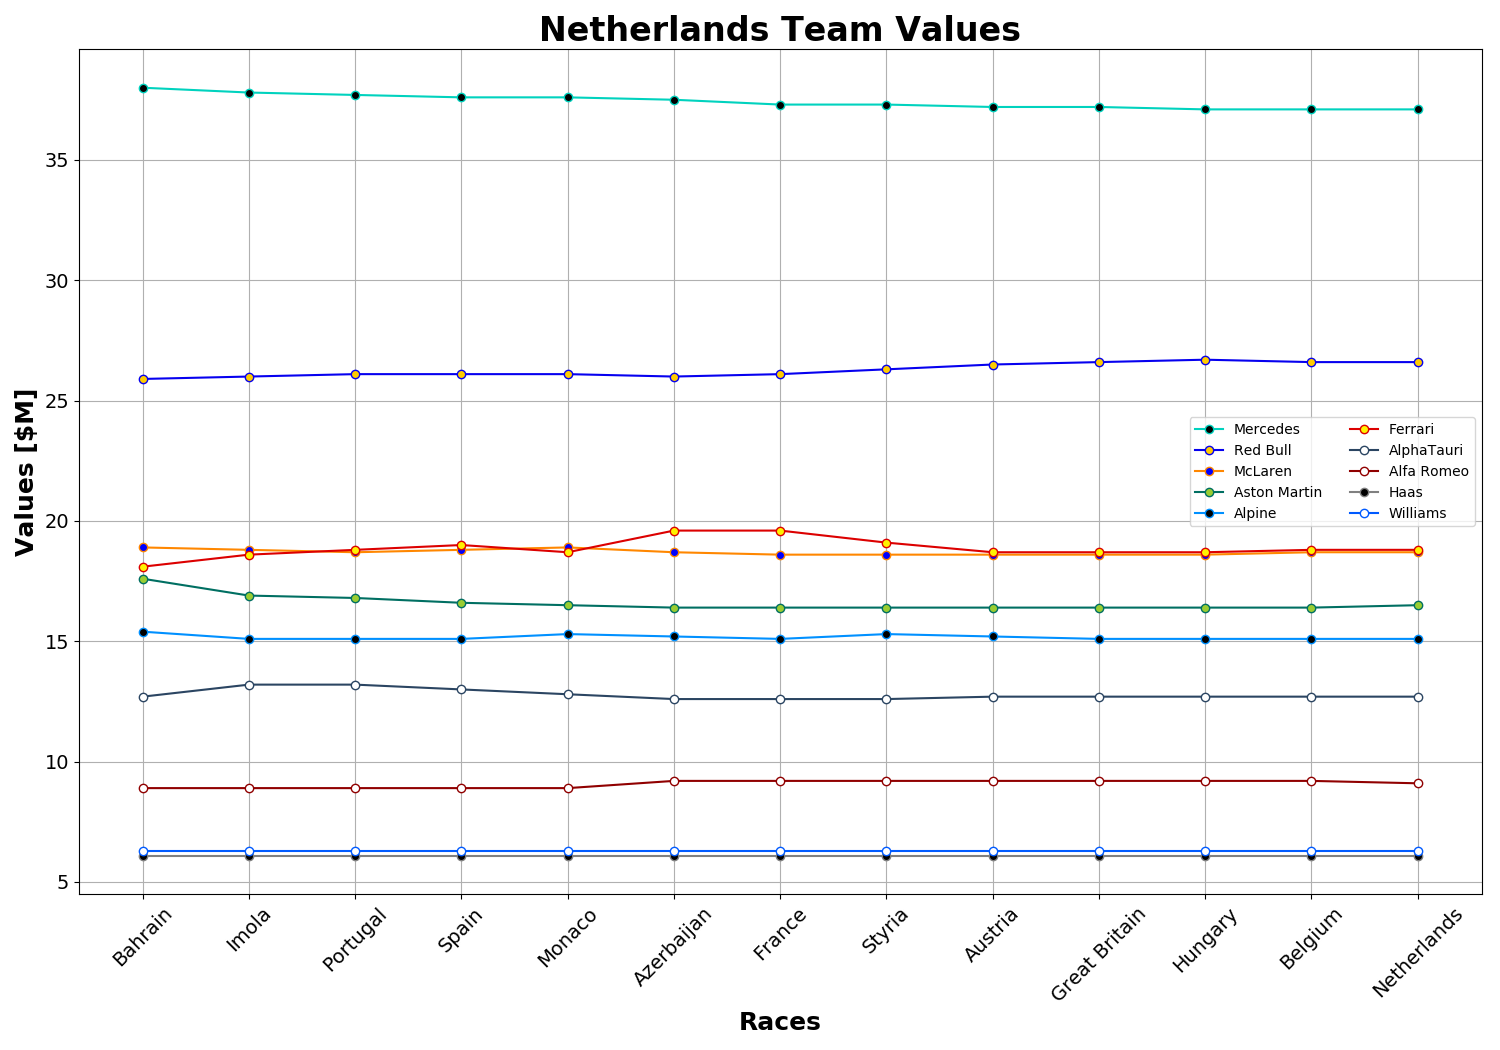 Netherlands Team Values
Values [$M]
35
30
25
20
15
10
5
Mercedes
Red Bull
McLaren
Aston Martin
Alpine
Ferrari
AlphaTauri
Alfa Romeo
Haas
Williams
Bahrain
Imola
Portugal
Spain
Monaco
Azerbaijan
France
Styria
Austria
Great Britain
Hungary
Belgium
Netherlands
Races